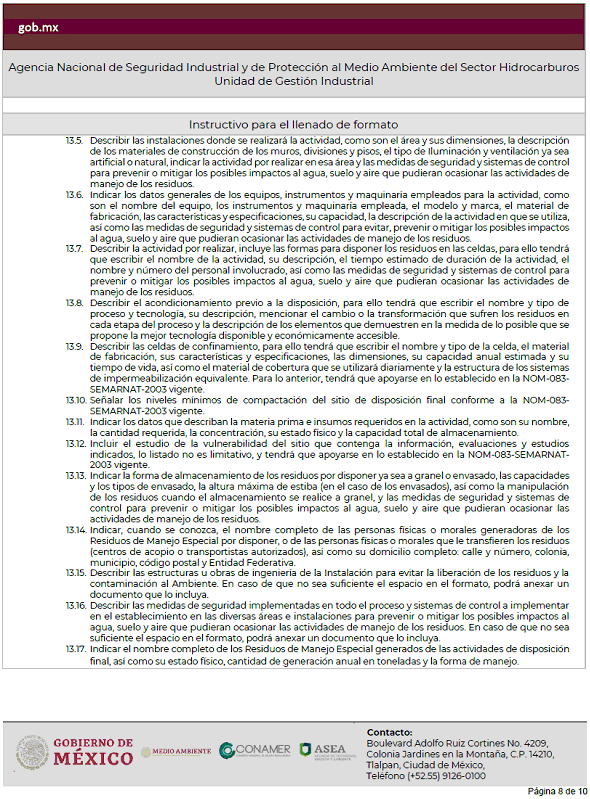 gob.mx
Agencia Nacional de Seguridad Industrial y de Protección al Medio Ambiente del Sector Hidrocarburos
Unidad de Gestión Industrial
Instructivo para el llenado de formato
13.5. Describir las instalaciones donde se realizará la actividad, como son el área y sus dimensiones, la descripción
de los materiales de construcción de los muros, divisiones y pisos, el tipo de Iluminación y ventilación ya sea
artificial o natural, indicar la actividad por realizar en esa área y las medidas de seguridad y sistemas de control
para prevenir o mitigar los posibles impactos al agua, suelo y aire que pudieran ocasionar las actividades de
manejo de los residuos.
13.6. Indicar los datos generales de los equipos, instrumentos y maquinaria empleados para la actividad, como
son el nombre del equipo, los instrumentos y maquinaria empleada, el modelo y marca, el material de
fabricación, las características y especificaciones, su capacidad, la descripción de la actividad en que se utiliza,
así como las medidas de seguridad y sistemas de control para evitar, prevenir o mitigar los posibles impactos
al agua, suelo y aire que pudieran ocasionar las actividades de manejo de los residuos.
13.7. Describir la actividad por realizar, incluye las formas para disponer los residuos en las celdas, para ello tendrá
que escribir el nombre de la actividad, su descripción, el tiempo estimado de duración de la actividad, el
nombre y número del personal involucrado, así como las medidas de seguridad y sistemas de control para
prevenir o mitigar los posibles impactos al agua, suelo y aire que pudieran ocasionar las actividades de manejo
de los residuos.
13.8. Describir el acondicionamiento previo a la disposición, para ello tendrá que escribir el nombre y tipo de
proceso y tecnología, su descripción, mencionar el cambio o la transformación que sufren los residuos en
cada etapa del proceso y la descripción de los elementos que demuestren en la medida de lo posible que se
propone la mejor tecnología disponible y económicamente accesible.
13.9. Describir las celdas de confinamiento, para ello tendrá que escribir el nombre y tipo de la celda, el material
de fabricación, sus características y especificaciones, las dimensiones, su capacidad anual estimada y su
tiempo de vida, así como el material de cobertura que se utilizará diariamente y la estructura de los sistemas
de impermeabilización equivalente. Para lo anterior, tendrá que apoyarse en lo establecido en la NOM-083-
SEMARNAT-2003 vigente.
13.10. Señalar los niveles mínimos de compactación del sitio de disposición final conforme a la NOM-083-
SEMARNAT-2003 vigente.
13.11. Indicar los datos que describan la materia prima e insumos requeridos en la actividad, como son su nombre,
la cantidad requerida, la concentración, su estado físico y la capacidad total de almacenamiento.
13.12. Incluir el estudio de la vulnerabilidad del sitio que contenga la información, evaluaciones y estudios
indicados, lo listado no es limitativo, y tendrá que apoyarse en lo establecido en la NOM-083-SEMARNAT-
2003 vigente.
13.13. Indicar la forma de almacenamiento de los residuos por disponer ya sea a granel o envasado, las capacidades
y los tipos de envasado, la altura máxima de estiba (en el caso de los envasados), así como la manipulación
de los residuos cuando el almacenamiento se realice a granel, y las medidas de seguridad y sistemas de
control para prevenir o mitigar los posibles impactos al agua, suelo y aire que pudieran ocasionar las
actividades de manejo de los residuos.
13.14. Indicar, cuando se conozca, el nombre completo de las personas físicas o morales generadoras de los
Residuos de Manejo Especial por disponer, o de las personas físicas o morales que le transfieren los residuos
(centros de acopio o transportistas autorizados), así como su domicilio completo: calle y número, colonia,
municipio, código postal y Entidad Federativa.
13.15. Describir las estructuras u obras de ingeniería de la Instalación para evitar la liberación de los residuos y la
contaminación al Ambiente. En caso de que no sea suficiente el espacio en el formato, podrá anexar un
documento que lo incluya.
13.16. Describir las medidas de seguridad implementadas en todo el proceso y sistemas de control a implementar
en el establecimiento en las diversas áreas e instalaciones para prevenir o mitigar los posibles impactos al
agua, suelo y aire que pudieran ocasionar las actividades de manejo de los residuos. En caso de que no sea
suficiente el espacio en el formato, podrá anexar un documento que lo incluya.
13.17. Indicar el nombre completo de los Residuos de Manejo Especial generados de las actividades de disposición
final, así como su estado físico, cantidad de generación anual en toneladas y la forma de manejo.
GOBIERNO DE
MÉXICO
MEDIO AMBIENTE
CONAMER
ASEA
Contacto:
Boulevard Adolfo Ruiz Cortines No. 4209,
Colonia Jardines en la Montaña, C.P. 14210,
Tlalpan, Ciudad de México,
Teléfono (+52.55) 9126-0100
Página 8 de 10